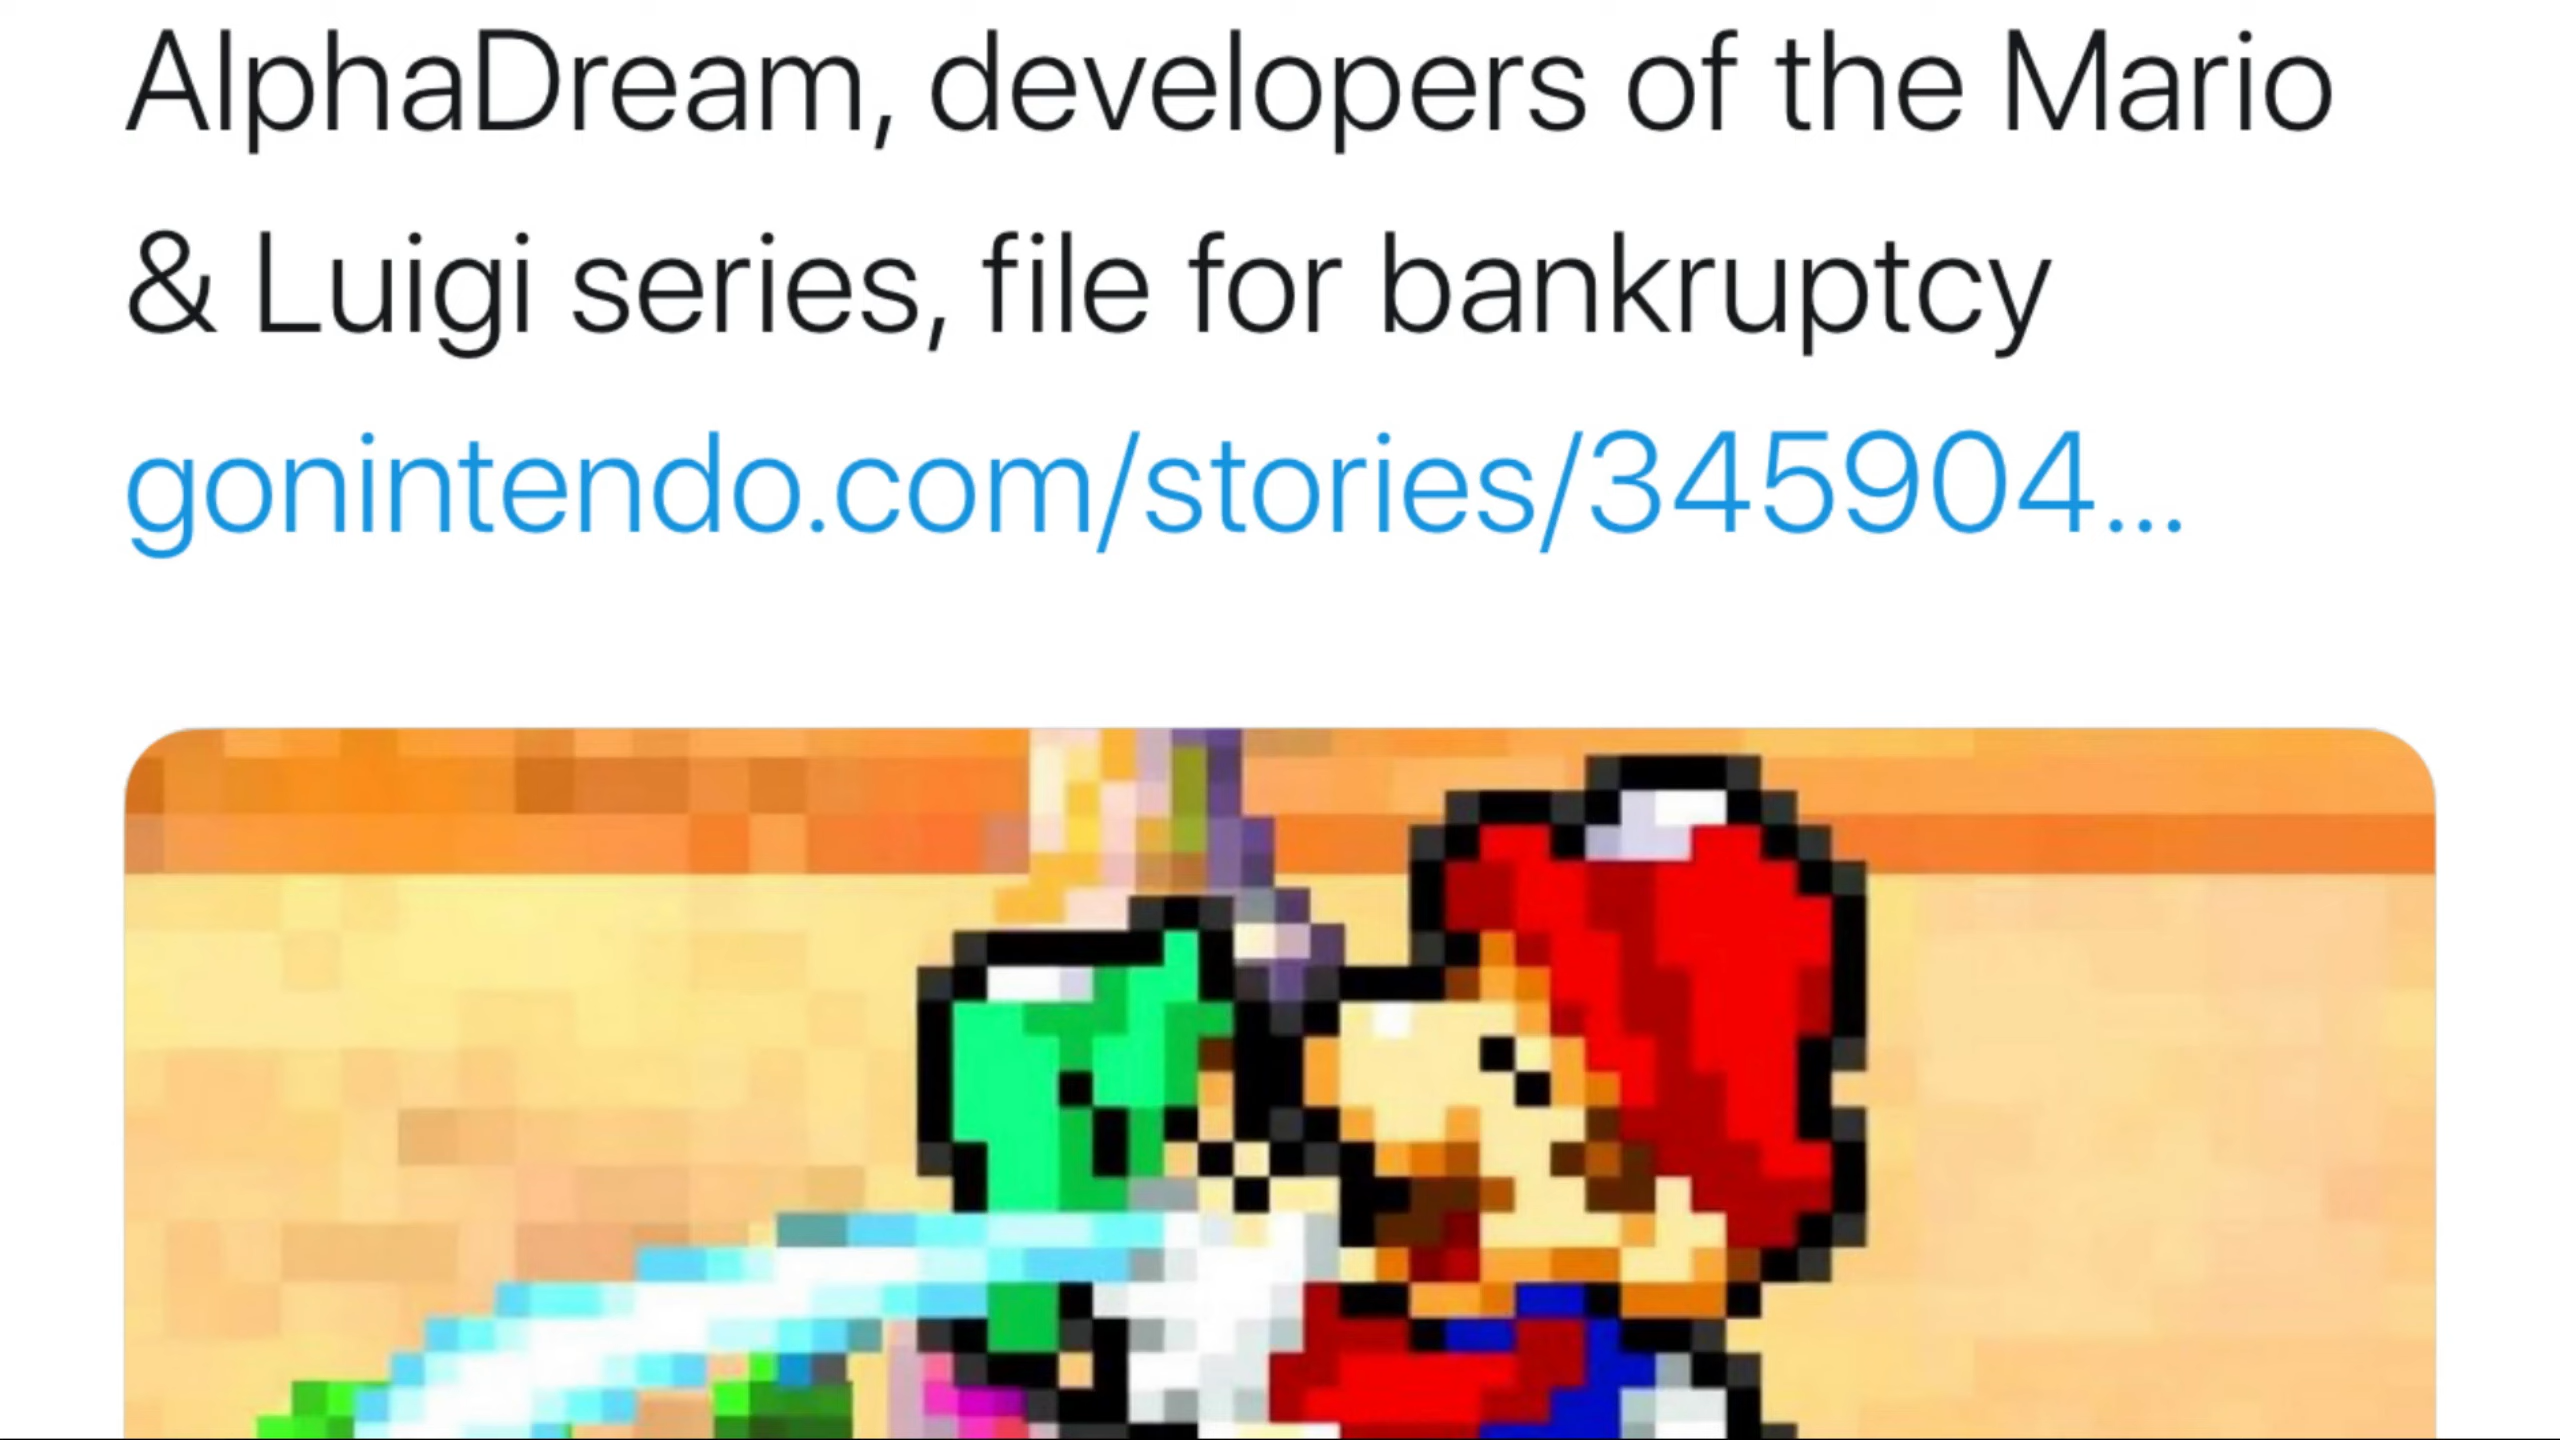 AlphaDream, developers of the Mario
& Luigi series, file for bankruptcy
gonintendo.com/stories/345904...